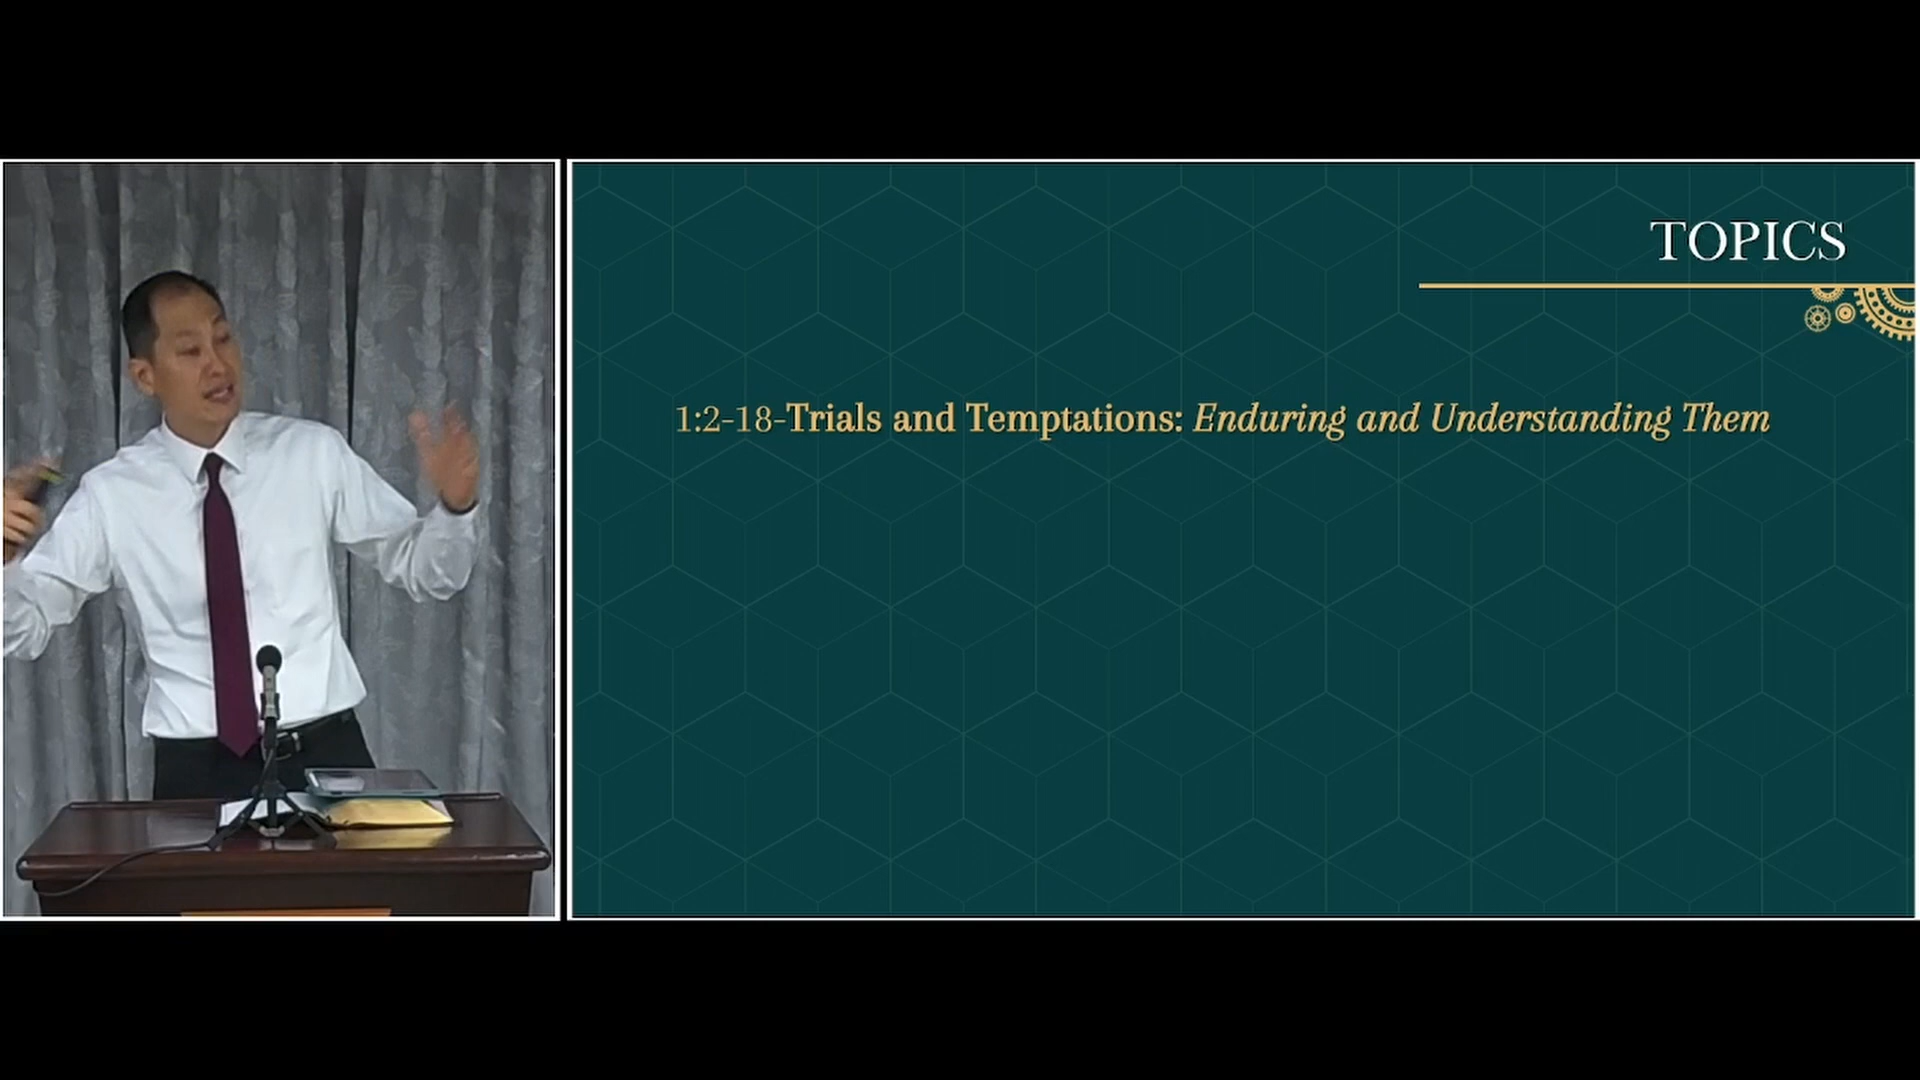 TOPICS
1:2-18-Trials and Temptations: Enduring and Understanding Them